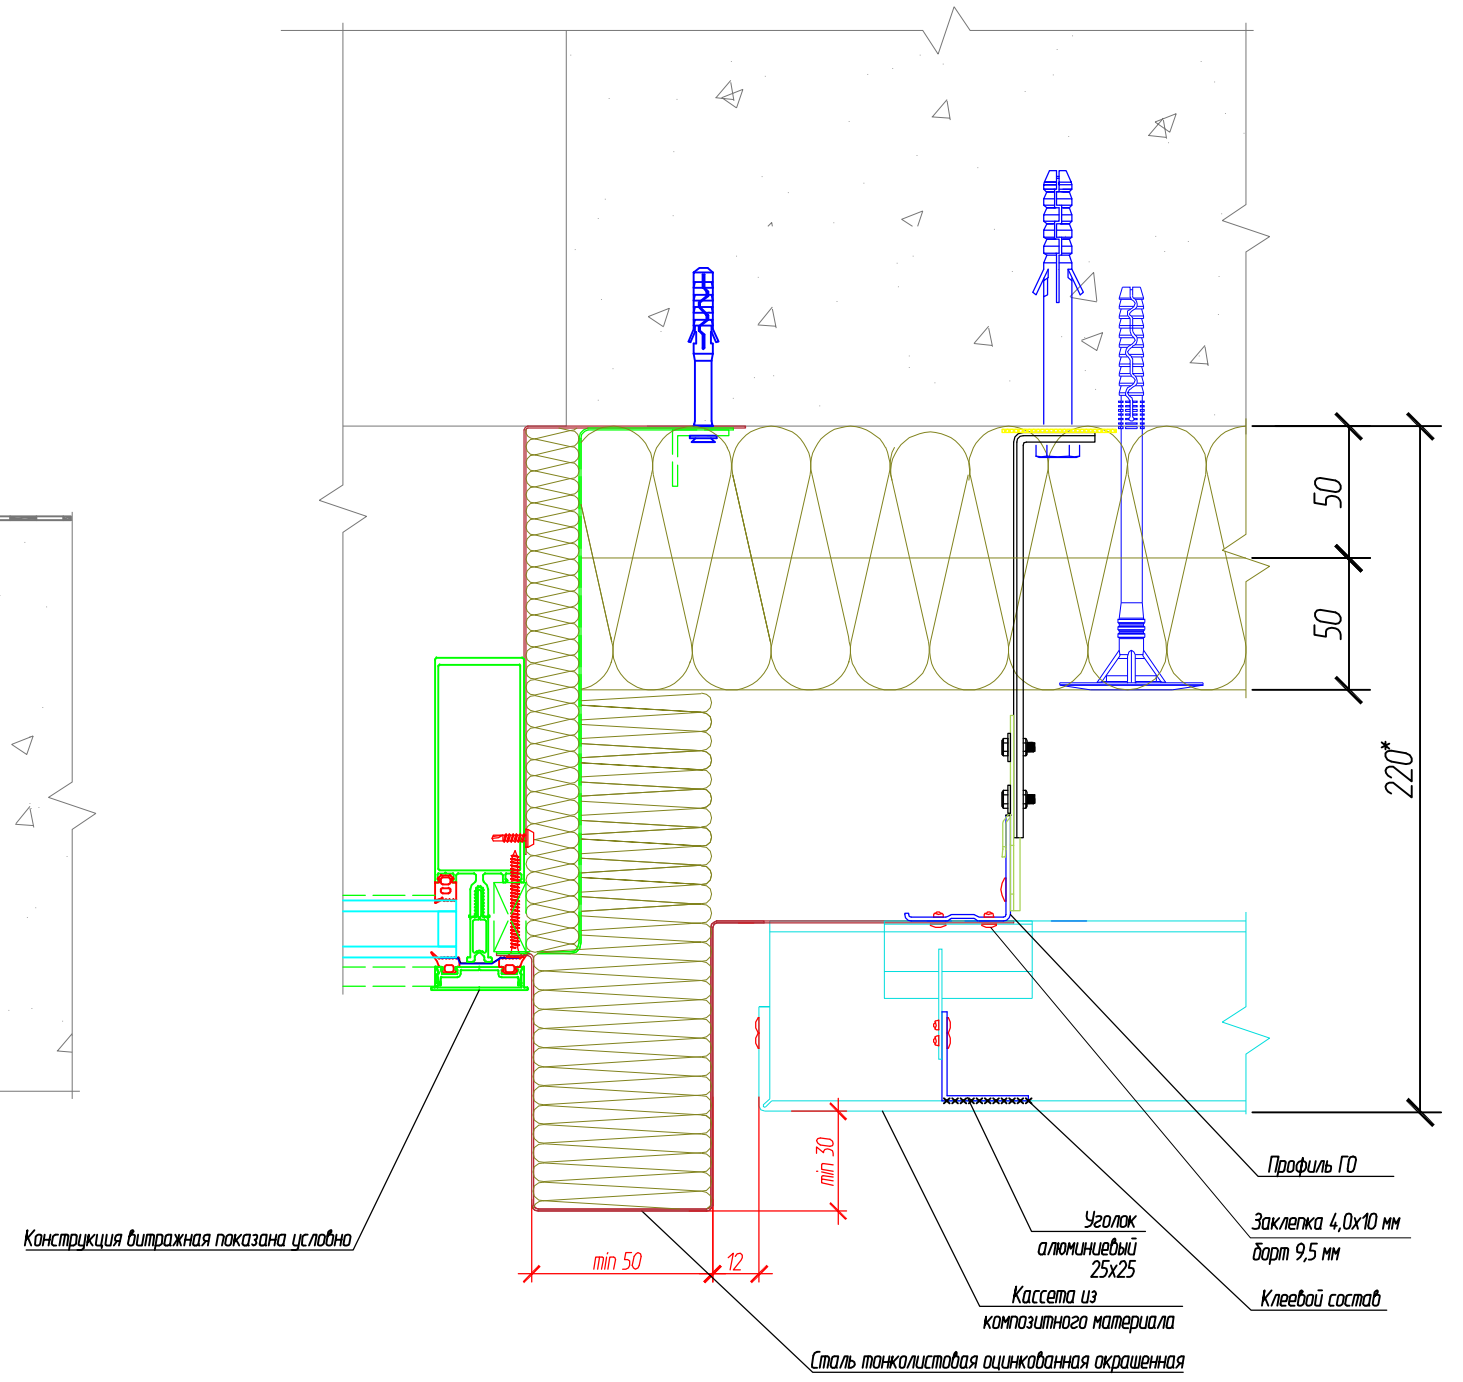 50
50
220*
min 30
Профиль ГО
Уголок
алюминиевый
25х25
Заклепка 4,0х10 мм
борт 9,5 мм
Конструкция витражная показана условно
min 50
12
Кассета из
композитного материала
Клеевой состав
Сталь тонколистовая оцинкованная окрашенная